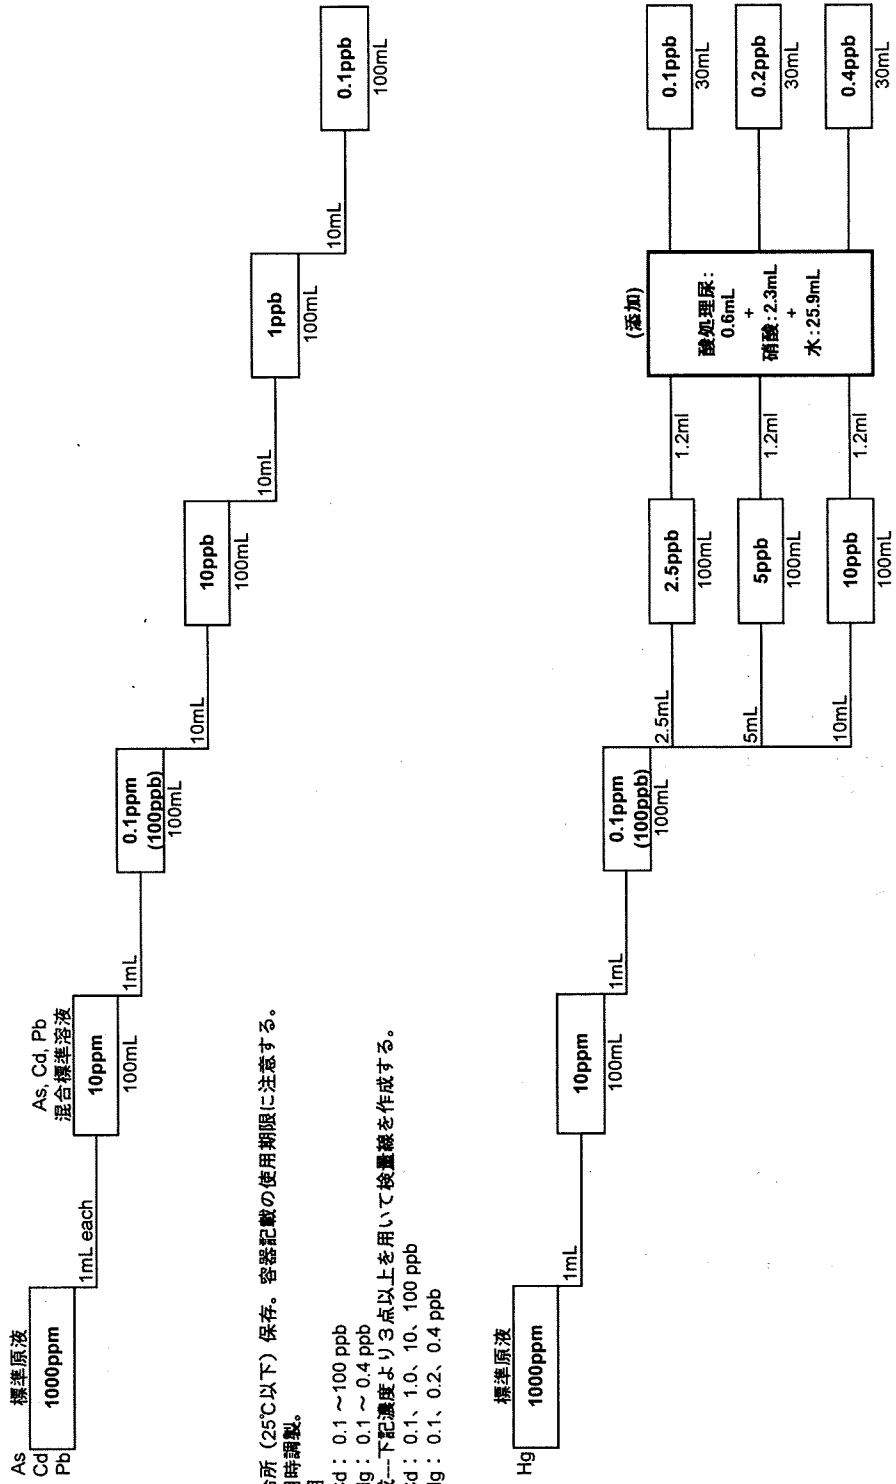 As
Cd
Pb
標準原液
1000ppm
1mL each
As, Cd, Pb
混合標準溶液
10ppm
100mL
1mL
0.1ppm
(100ppb)
100mL
10mL
10ppb
100mL
10mL
1ppb
100mL
10mL
0.1ppb
100mL
所（25℃以下）保存。容器記載の使用期限に注意する。
時調製。
Cd： 0.1 ～100 ppb
Hg： 0.1 ～ 0.4 ppb
---下記濃度より３点以上を用いて検量線を作成する。
Cd： 0.1、1.0、10、100 ppb
Hg： 0.1、0.2、0.4 ppb
Hg
標準原液
1000ppm
1mL
10ppm
100mL
1mL
0.1ppm
(100ppb)
100mL
2.5mL
5mL
10mL
2.5ppb
100mL
5ppb
100mL
10ppb
100mL
1.2ml
1.2ml
1.2ml
(添加)
酸処理尿：
0.6mL
+
硝酸：2.3mL
+
水：25.9mL
0.1ppb
30mL
0.2ppb
30mL
0.4ppb
30mL